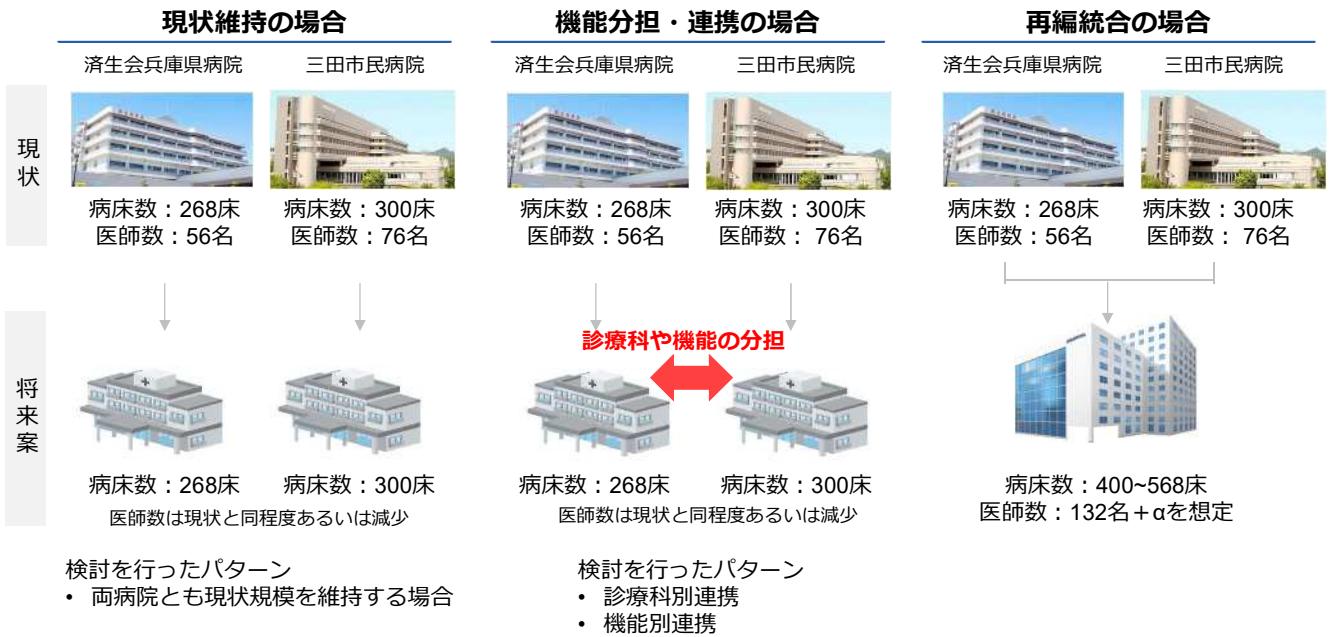 現状維持の場合
機能分担・連携の場合
再編統合の場合
済生会兵庫県病院
三田市民病院
済生会兵庫県病院
三田市民病院
済生会兵庫県病院
三田市民病院
現状
病床数：268床
医師数：56名
病床数：300床
医師数：76名
病床数：268床
医師数：56名
病床数：300床
医師数： 76名
病床数：268床
医師数：56名
病床数：300床
医師数： 76名
診療科や機能の分担
将来案
病床数：268床
病床数：300床
医師数は現状と同程度あるいは減少
病床数：268床
病床数：300床
医師数は現状と同程度あるいは減少
病床数：400~568床
医師数：132名＋αを想定
検討を行ったパターン
• 両病院とも現状規模を維持する場合
検討を行ったパターン
• 診療科別連携
• 機能別連携